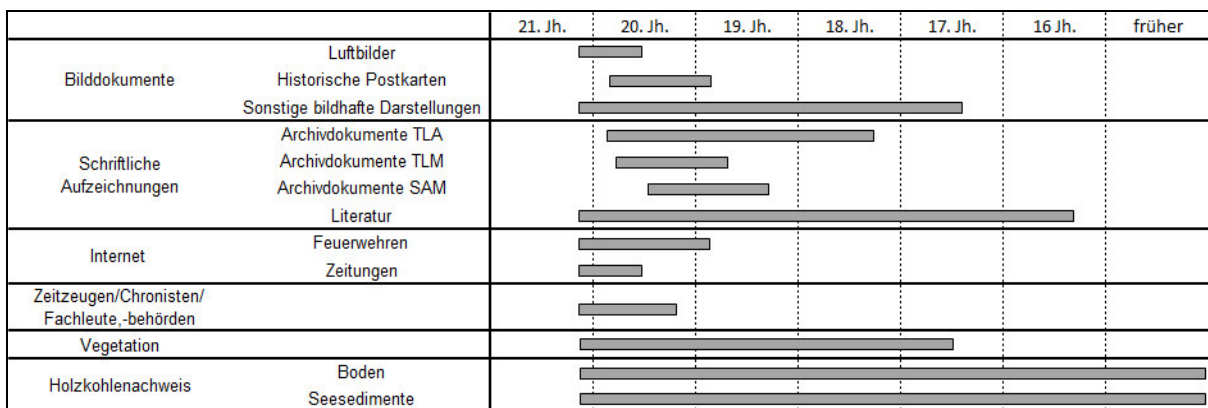 21. Jh. 20. Jh. 19. Jh. 18. Jh. 17. Jh. 16 Jh. früher
Luftbilder
Bilddokumente Historische Postkarten
Sonstige bildhafte Darstellungen
Archivdokumente TLA
Schriftliche Archivdokumente TLM
Aufzeichnungen Archivdokumente SAM
Literatur
Feuerwehren
Internet
Zeitungen
Zeitzeugen/Chronisten/
Fachleute,-behörden
Vegetation
Boden
Holzkohlenachweis
Seesedimente